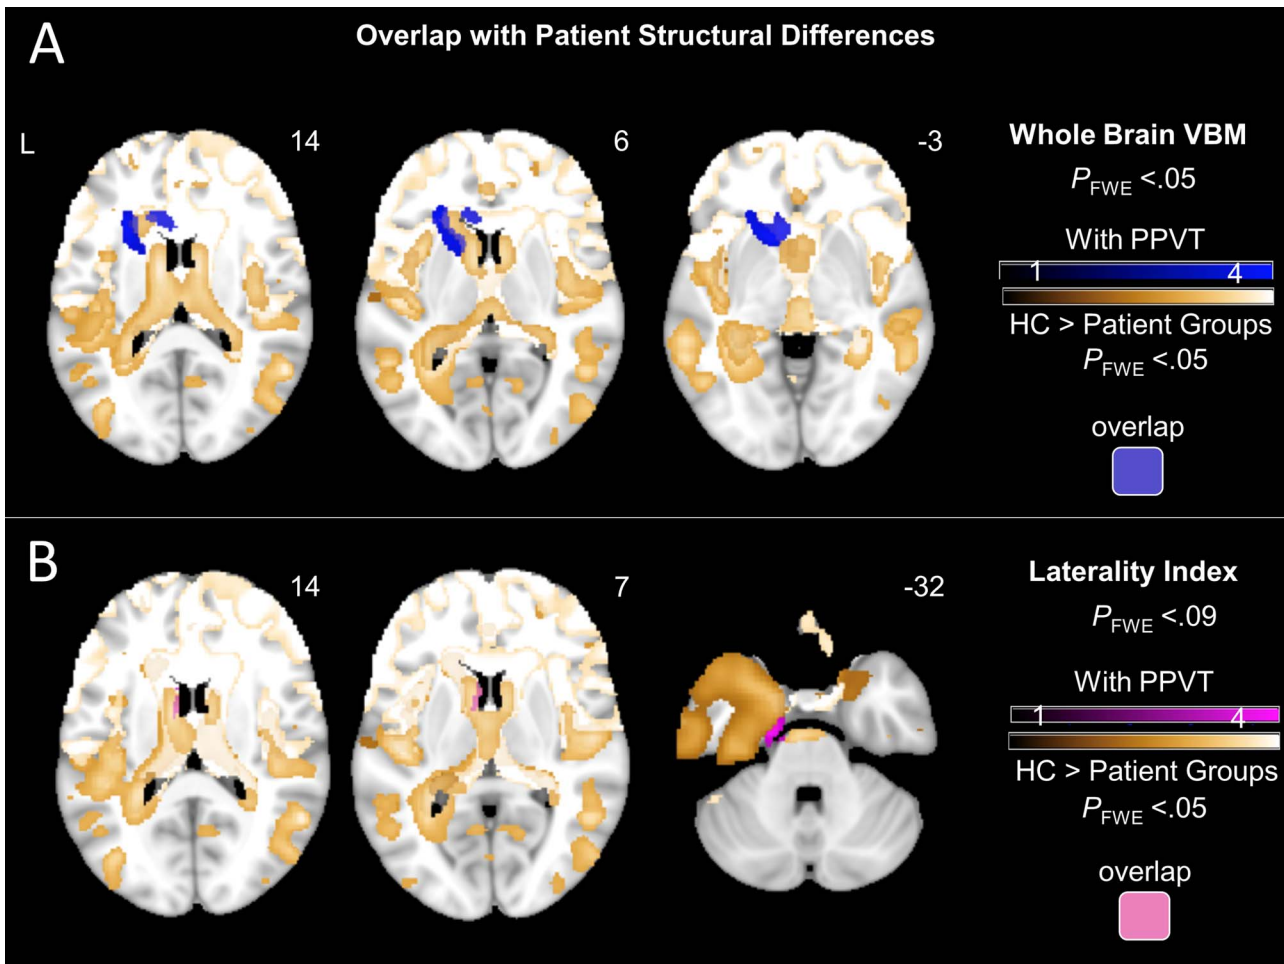 A
Overlap with Patient Structural Differences
L
14
6
-3
Whole Brain VBM
PFWE <.05
With PPVT
1 4
HC > Patient Groups
PFWE <.05
overlap
B
14
7
-32
Laterality Index
PFWE <.09
With PPVT
1 4
HC > Patient Groups
PFWE <.05
overlap